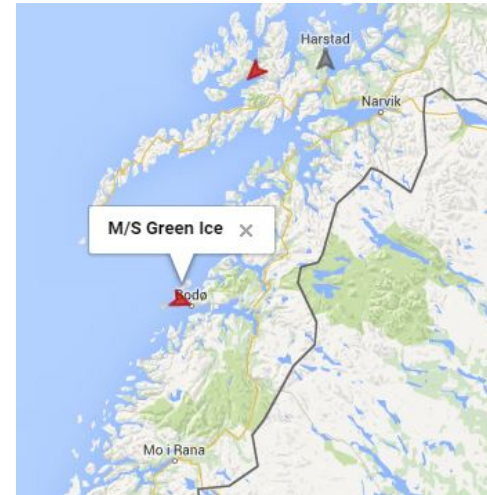 Harstad
Narvik
M/S Green Ice ×
Bodø
Mo i Rana